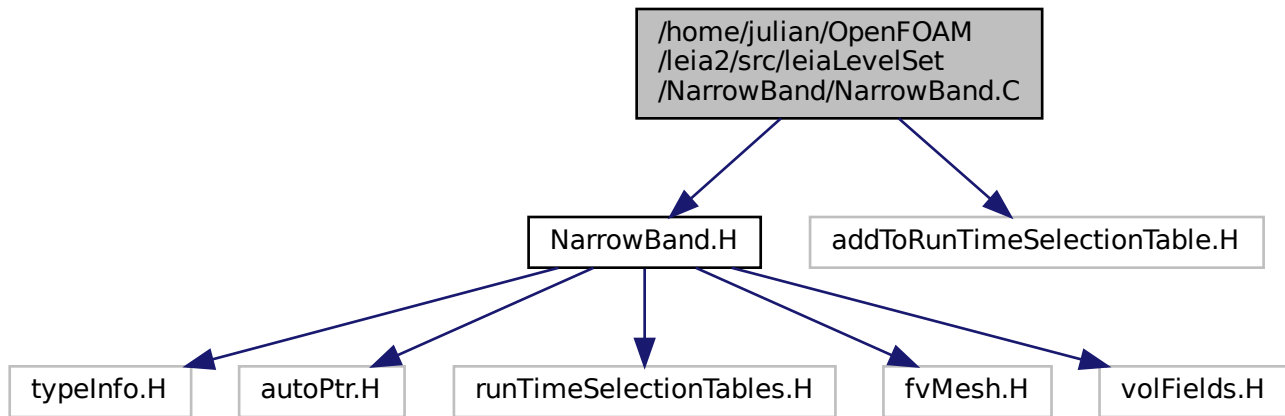 /home/julian/OpenFOAM
/leia2/src/leiaLevelSet
/NarrowBand/NarrowBand.C
NarrowBand.H
addToRunTimeSelectionTable.H
typeInfo.H
autoPtr.H
runTimeSelectionTables.H
fvMesh.H
volFields.H